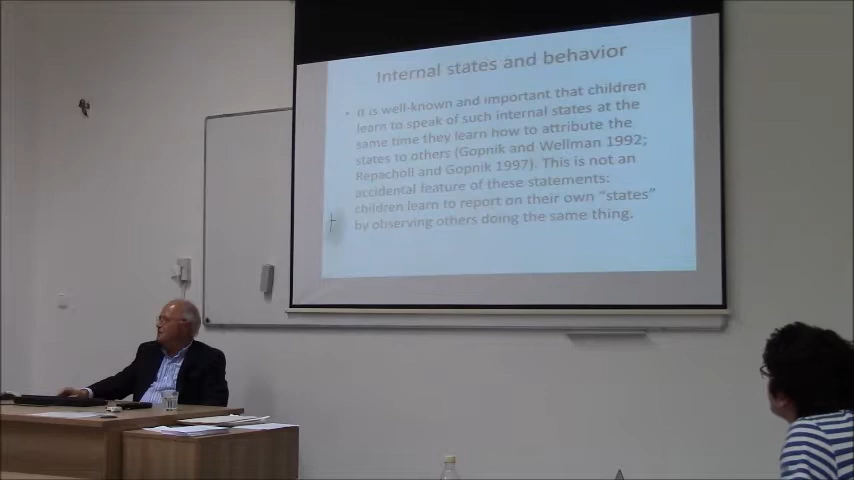 Internal states and behavior
• It is well-known and important that children
learn to speak of such internal states at the
same time they learn how to attribute the
states to others (Gopnik and Wellman 1992;
Repacholi and Gopnik 1997). This is not an
accidental feature of these statements:
children learn to report on their own “states”
by observing others doing the same thing.